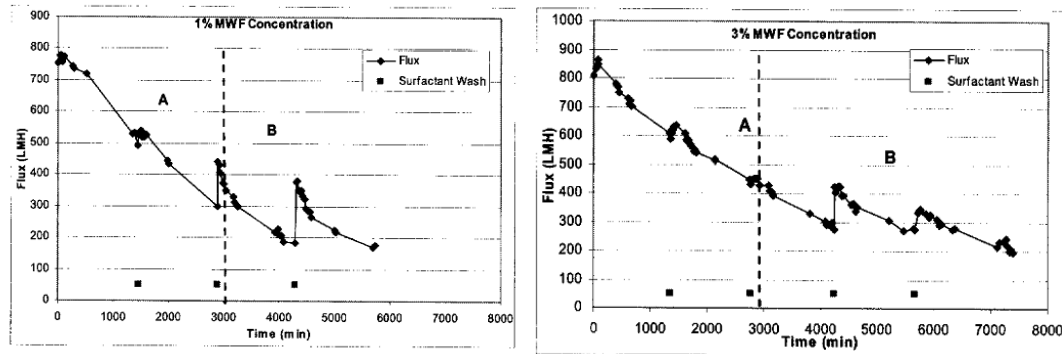 1% MWF Concentration
900
800
700
600
500
400
300
200
100
0
Flux (LMH)
Flux
Surfactant Wash
A
B
0 1000 2000 3000 4000 5000 6000 7000 8000
Time (min)
3% MWF Concentration
1000
900
800
700
600
500
400
300
200
100
0
Flux (LMH)
Flux
Surfactant Wash
A
B
0 1000 2000 3000 4000 5000 6000 7000 8000
Time (min)